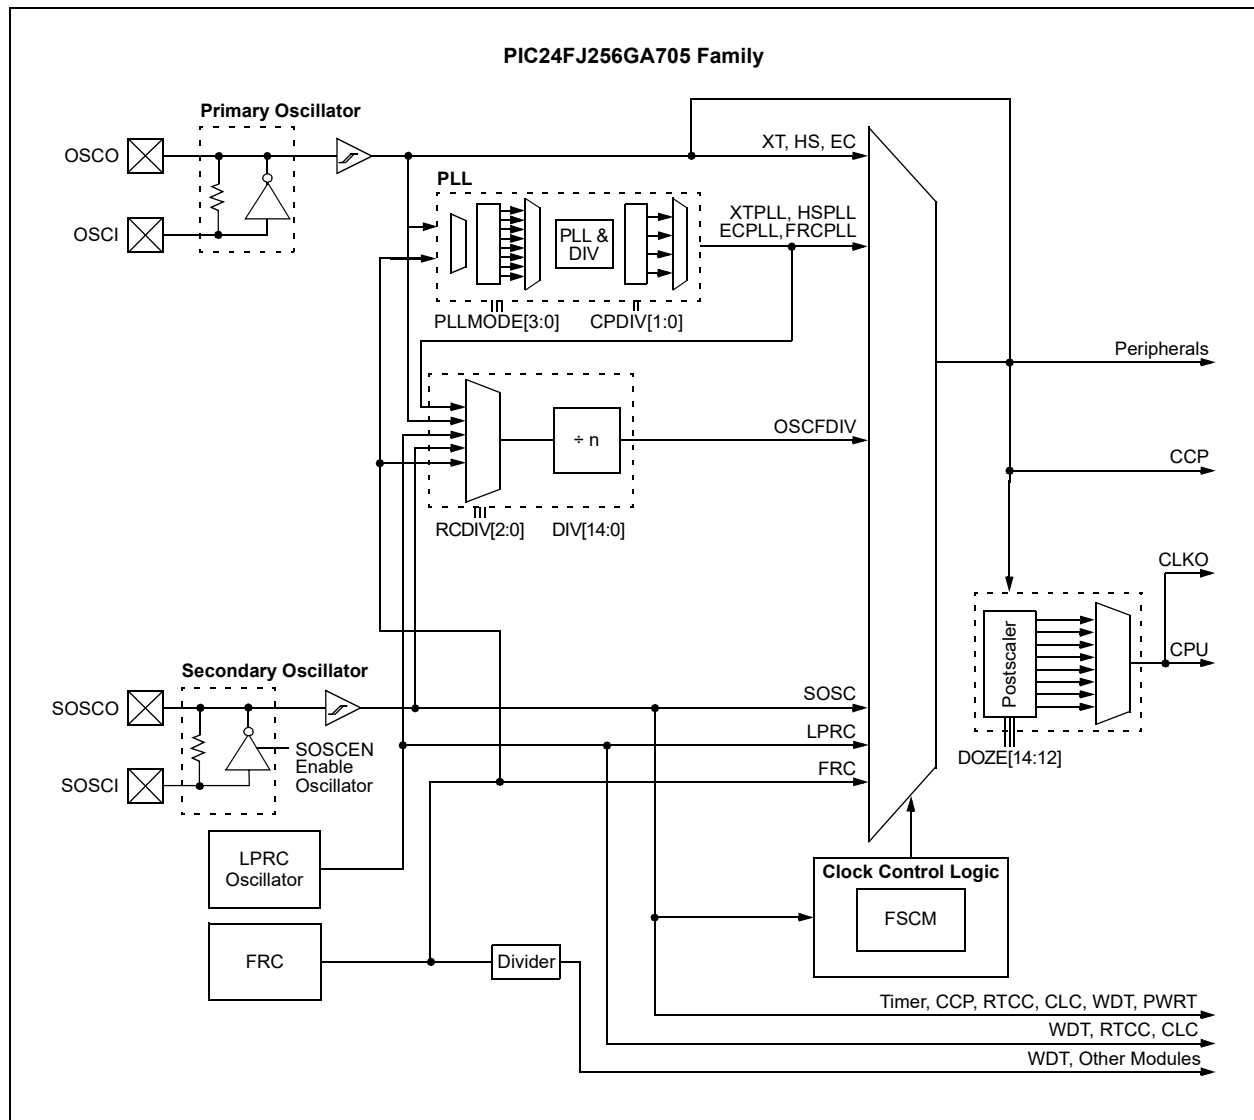 PIC24FJ256GA705 Family
Primary Oscillator
OSCO
XT, HS, EC
PLL
XTPLL, HSPLL
ECPLL,FRCPLL
OSCI
PLL &
DIV
PLLMODE[3:0]
CPDIV[1:0]
Peripherals
OSCFDIV
÷ n
CCP
RCDIV[2:0]
DIV[14:0]
CLKO
Postscaler
CPU
Secondary Oscillator
SOSCO
SOSC
SOSCEN
Enable
Oscillator
LPRC
DOZE[14:12]
SOSCI
FRC
LPRC
Oscillator
Clock Control Logic
FSCM
FRC
Divider
Timer, CCP, RTCC, CLC, WDT, PWRT
WDT, RTCC, CLC
WDT, Other Modules